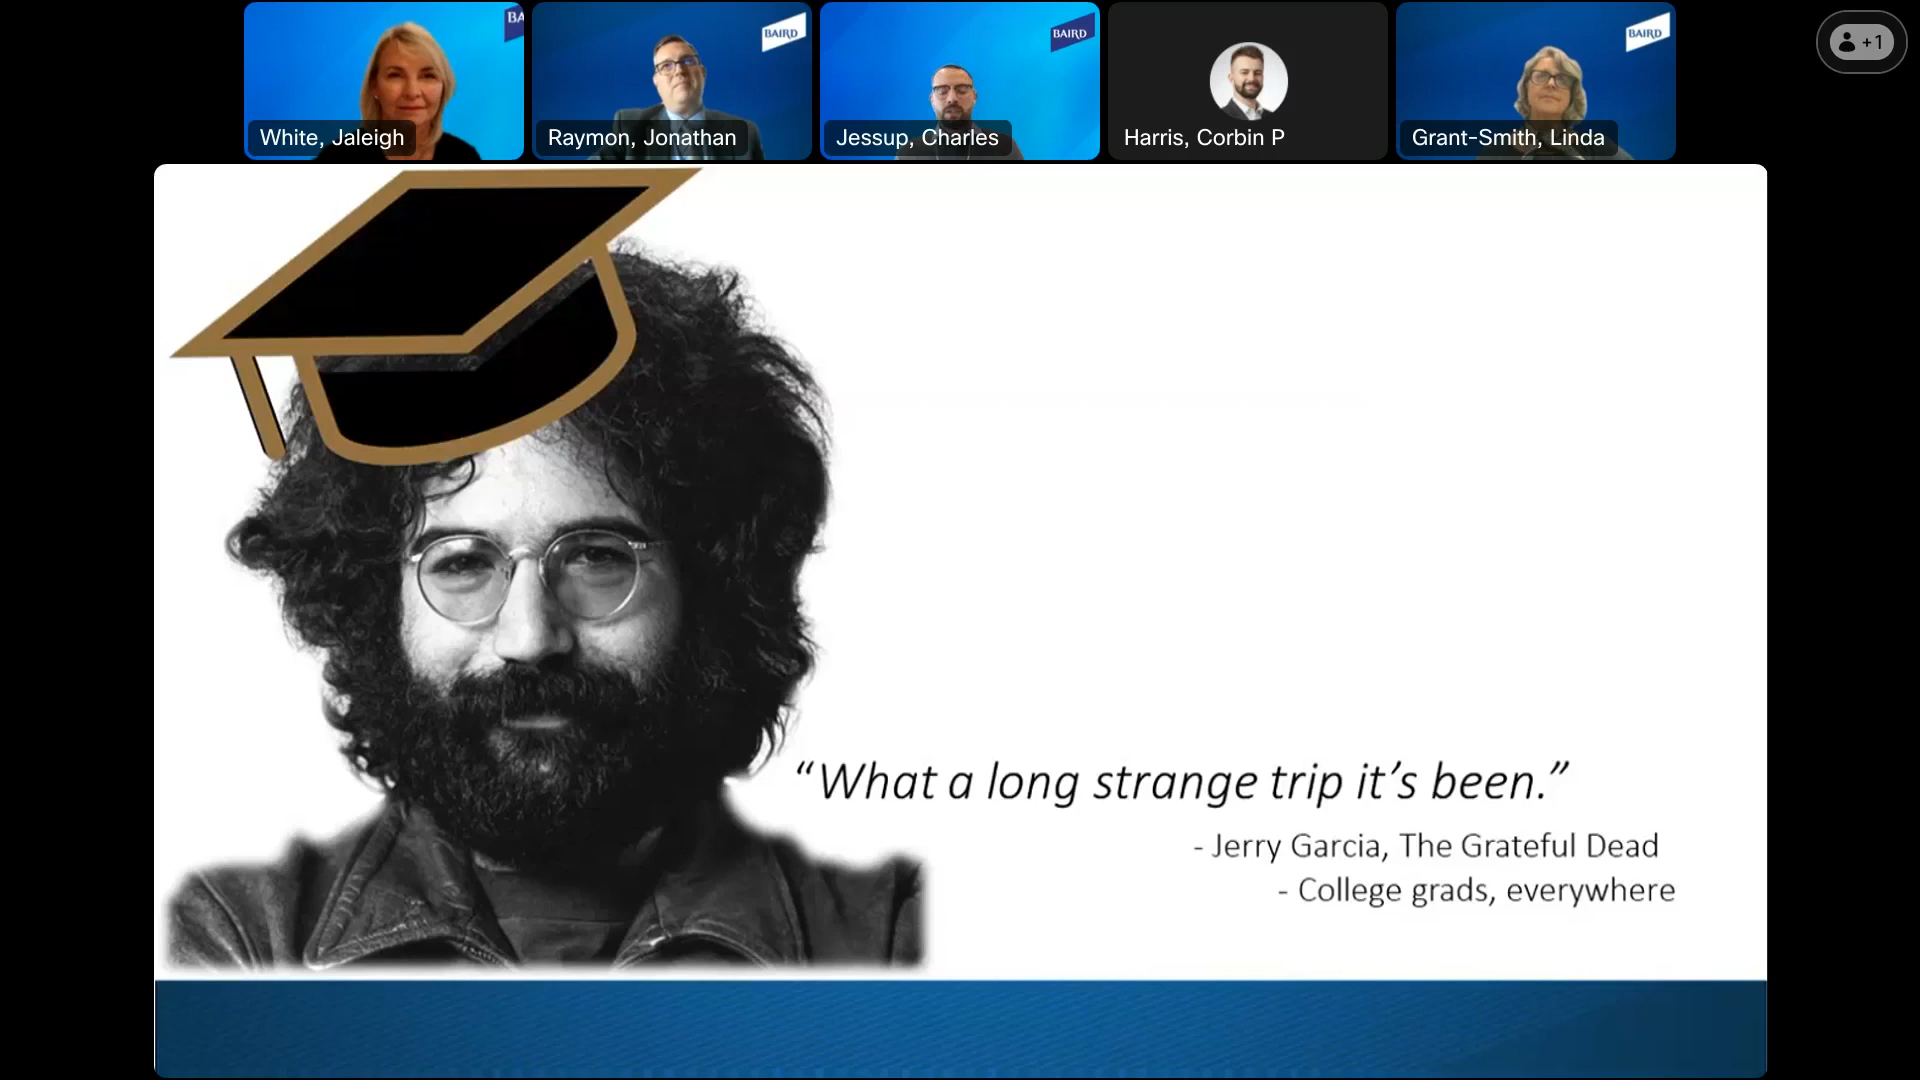 BA
BAIRD
BAIRD
BAIRD
+1
White, Jaleigh
Raymon, Jonathan
Jessup, Charles
Harris, Corbin P
Grant-Smith, Linda
“What a long strange trip it’s been.”
- Jerry Garcia, The Grateful Dead
- College grads, everywhere